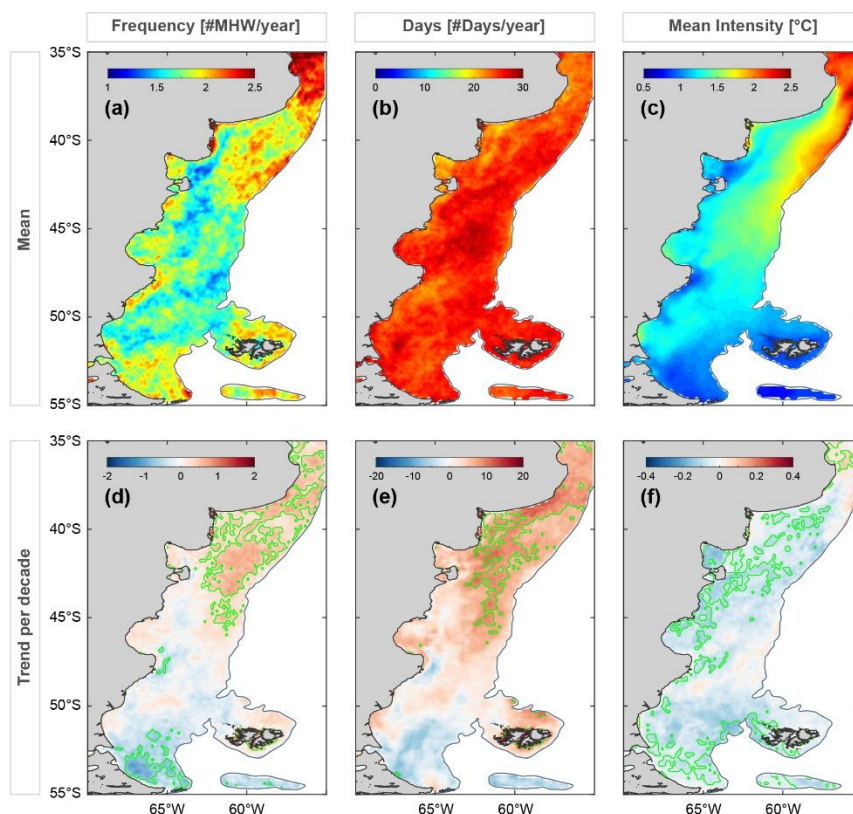 Frequency [#MHW/year]
Days [#Days/year]
Mean Intensity [°C]
Mean
35°S
40°S
45°S
50°S
55°S
1 1.5 2 2.5
(a)
0 10 20 30
(b)
0.5 1 1.5 2 2.5
(c)
Trend per decade
35°S
40°S
45°S
50°S
55°S
-2 -1 0 1 2
(d)
-20 -10 0 10 20
(e)
-0.4 -0.2 0 0.2 0.4
(f)
65°W 60°W
65°W 60°W
65°W 60°W